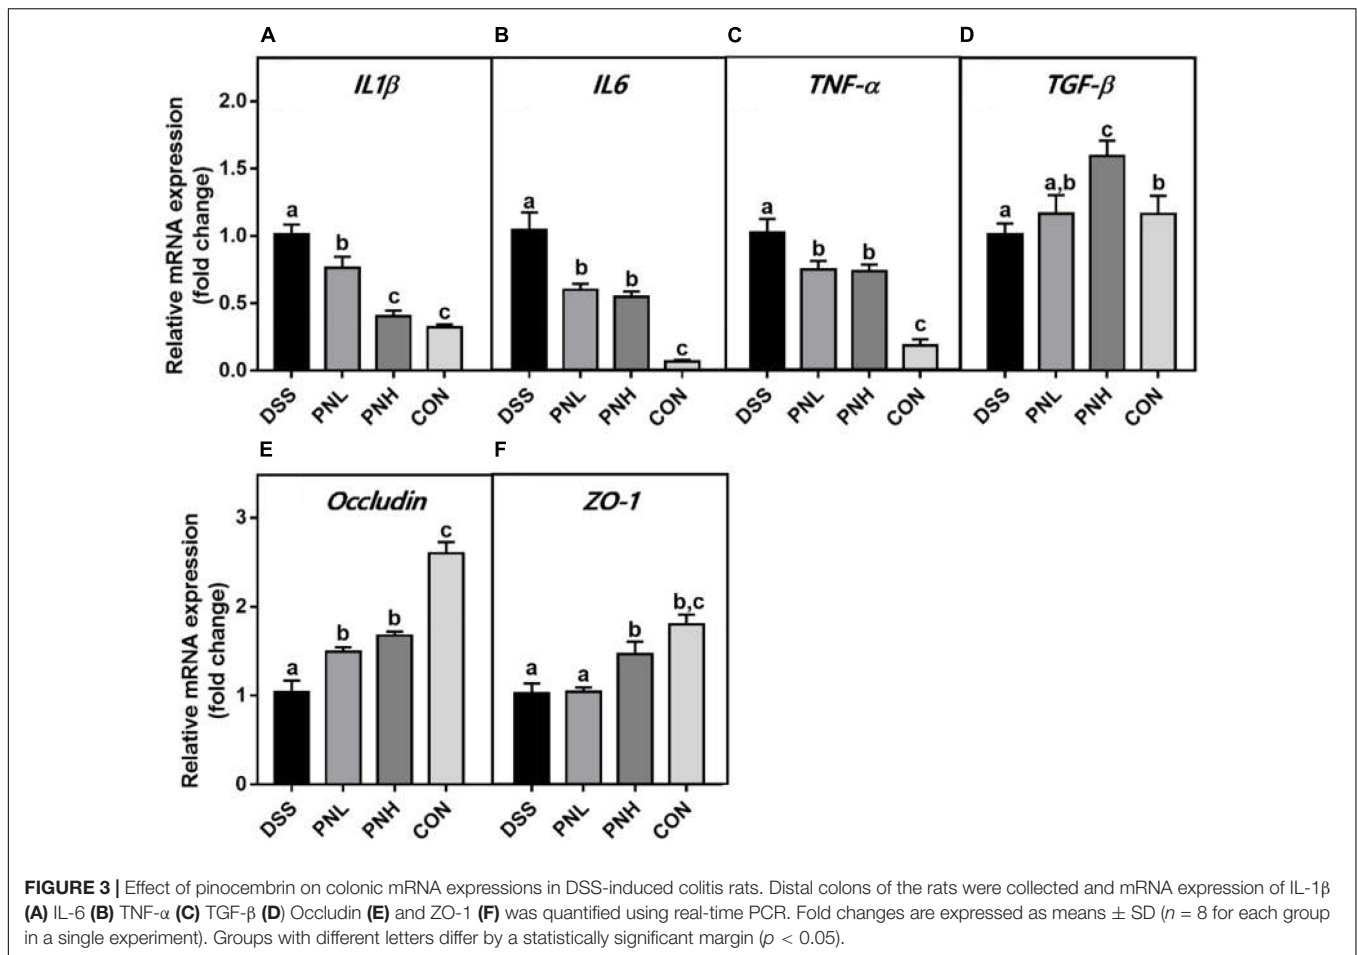 A B C D
IL1β IL6 TNF-α TGF-β
Relative mRNA expression
(fold change)
2.0
1.5
1.0
0.5
0.0
a b c c
a b b c
a b b c
a a,b c b
DSS PNL PNH CON DSS PNL PNH CON DSS PNL PNH CON DSS PNL PNH CON
E F
Occludin ZO-1
Relative mRNA expression
(fold change)
3
2
1
0
a b b c
a a b b,c
DSS PNL PNH CON DSS PNL PNH CON
FIGURE 3 | Effect of pinocembrin on colonic mRNA expressions in DSS-induced colitis rats. Distal colons of the rats were collected and mRNA expression of IL-1β
(A) IL-6 (B) TNF-α (C) TGF-β (D) Occludin (E) and ZO-1 (F) was quantified using real-time PCR. Fold changes are expressed as means ± SD (n = 8 for each group
in a single experiment). Groups with different letters differ by a statistically significant margin (p < 0.05).